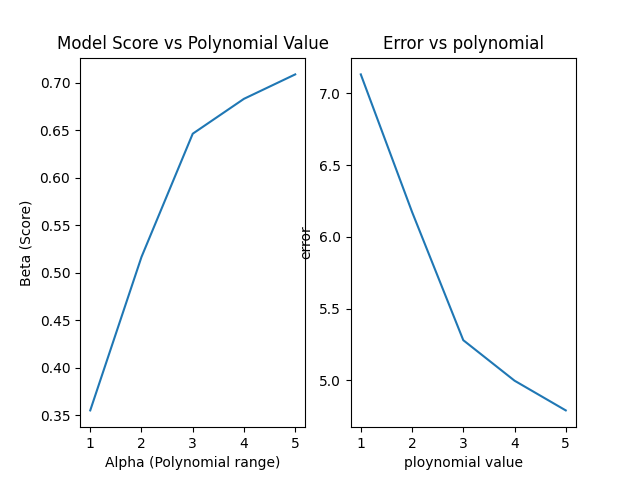 Model Score vs Polynomial Value
Beta (Score)
0.70
0.65
0.60
0.55
0.50
0.45
0.40
0.35
1 2 3 4 5
Alpha (Polynomial range)
Error vs polynomial
error
7.0
6.5
6.0
5.5
5.0
1 2 3 4 5
ploynomial value